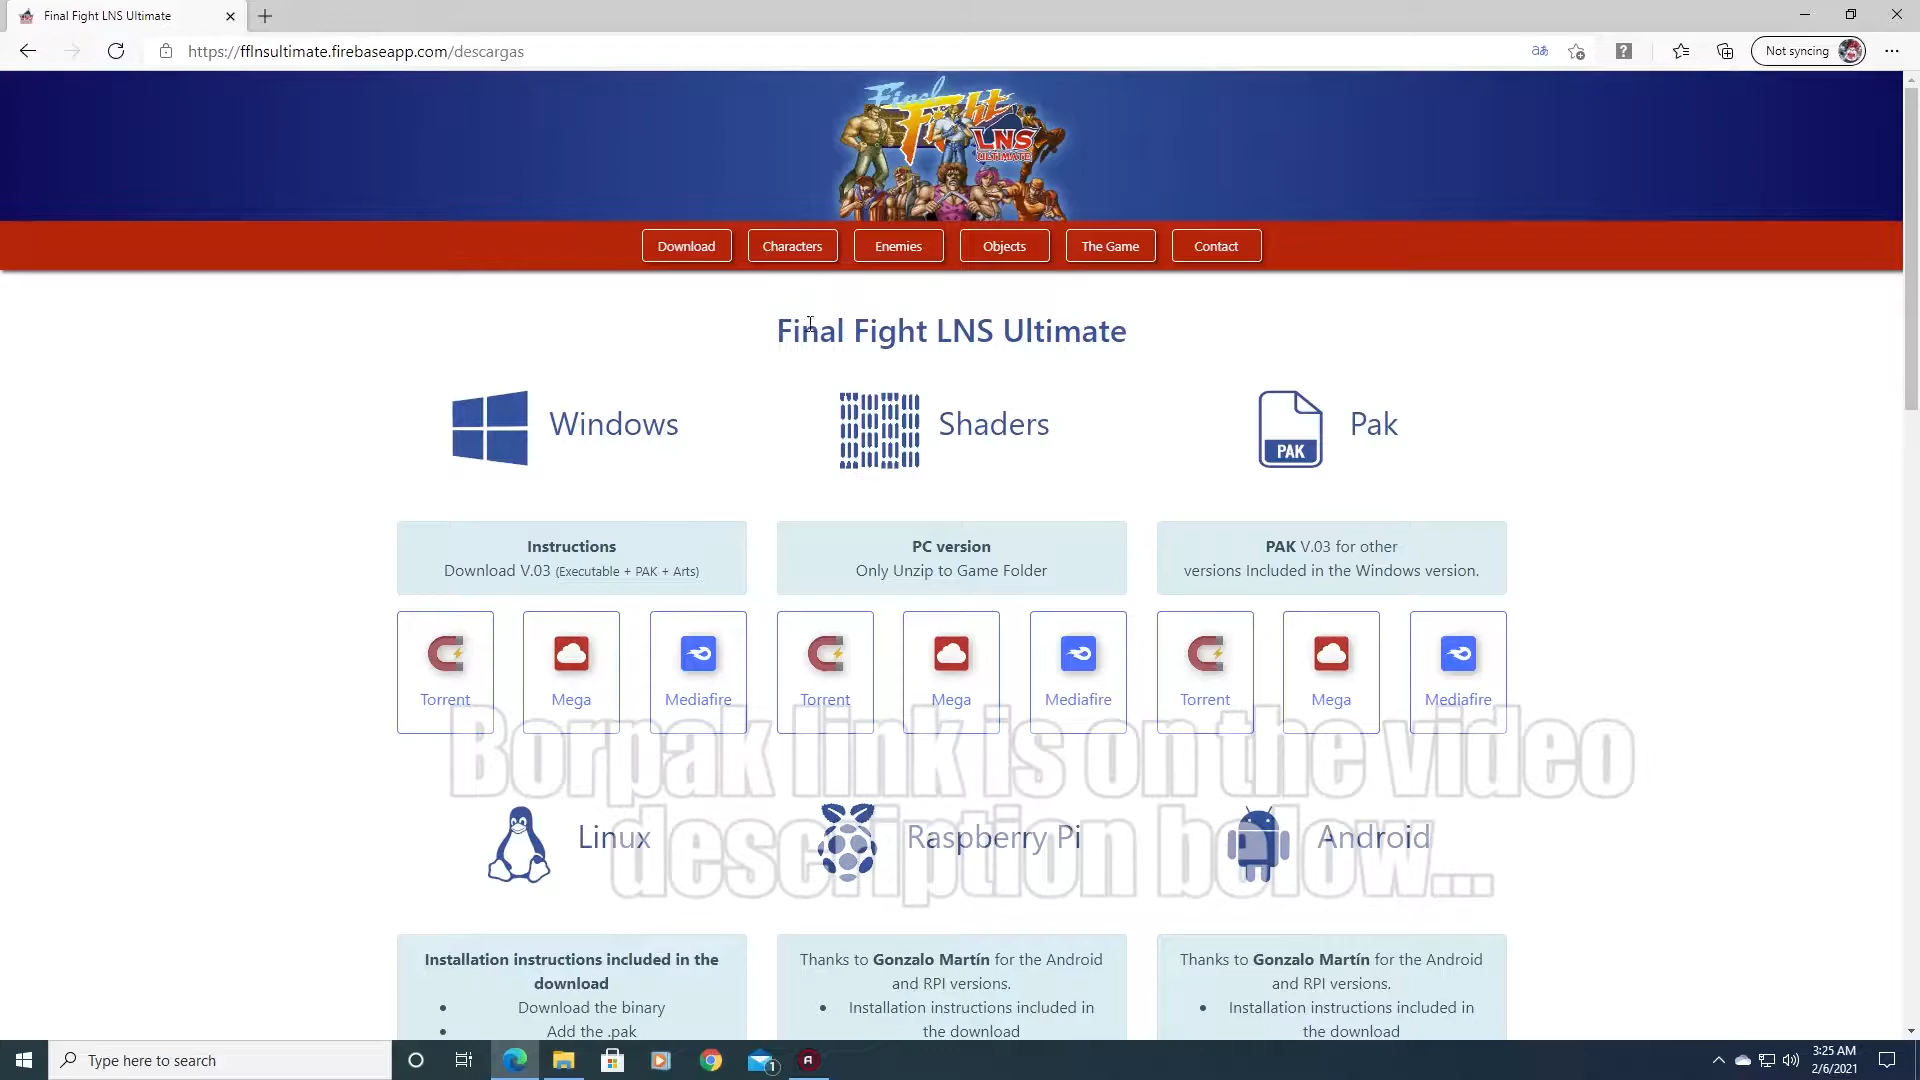 Final Fight LNS Ultimate
https://fflnsultimate.firebaseapp.com/descargas
Not syncing
Final Fight LNS ULTIMATE
Download
Characters
Enemies
Objects
The Game
Contact
Final Fight LNS Ultimate
Windows
Shaders
PAK
Pak
Instructions
Download V.03 (Executable + PAK + Arts)
PC version
Only Unzip to Game Folder
PAK V.03 for other
versions Included in the Windows version.
Torrent
Mega
Mediafire
Torrent
Mega
Mediafire
Torrent
Mega
Mediafire
Borpak link is on the video
description below...
Linux
Raspberry Pi
Android
Installation instructions included in the
download
• Download the binary
• Add the .pak
Thanks to Gonzalo Martín for the Android
and RPI versions.
• Installation instructions included in
the download
Thanks to Gonzalo Martín for the Android
and RPI versions.
• Installation instructions included in
the download
Type here to search
1
3:25 AM
2/6/2021